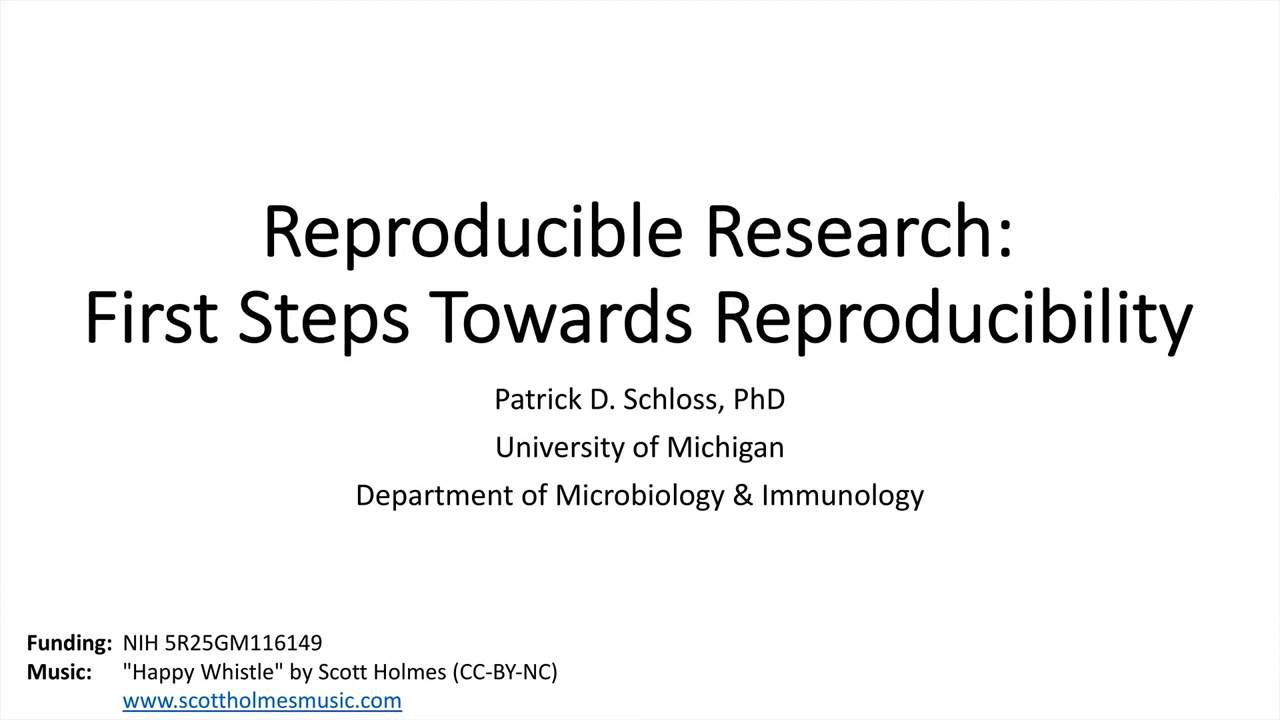 Reproducible Research:
First Steps Towards Reproducibility
Patrick D. Schloss, PhD
University of Michigan
Department of Microbiology & Immunology
Funding: NIH 5R25GM116149
Music: "Happy Whistle" by Scott Holmes (CC-BY-NC)
www.scottholmesmusic.com